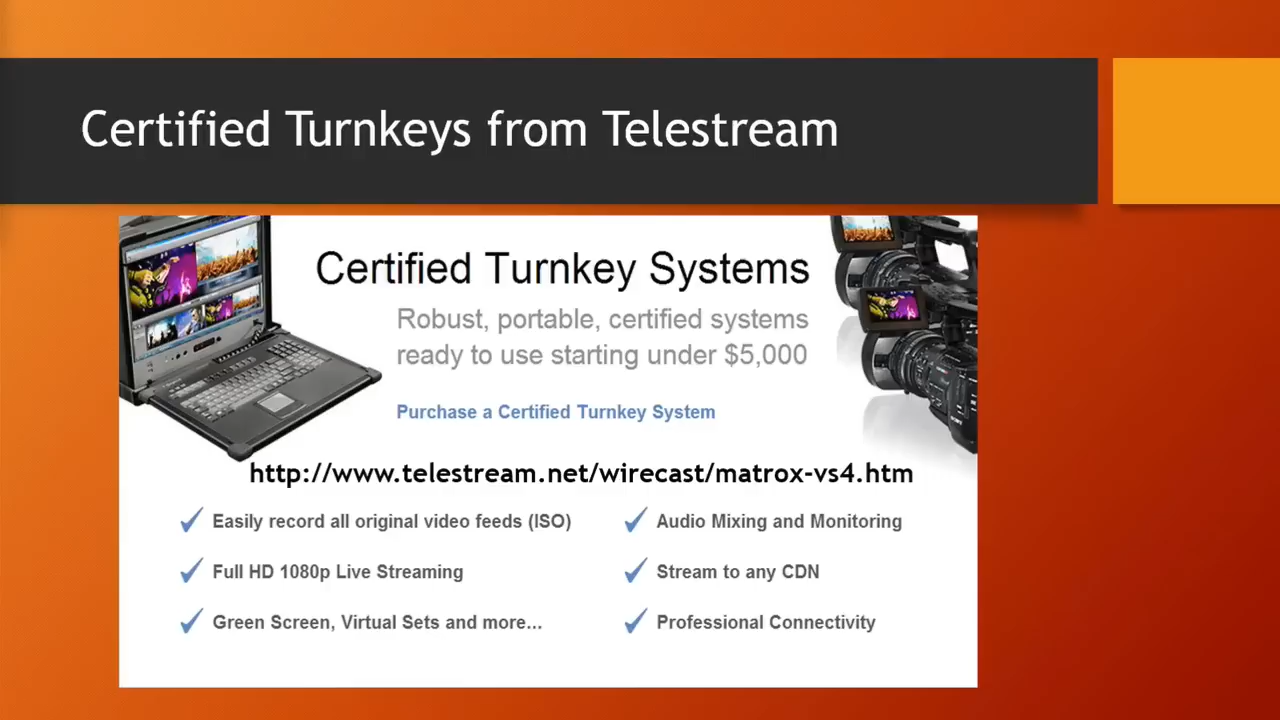 Certified Turnkeys from Telestream
Certified Turnkey Systems
Robust, portable, certified systems
ready to use starting under $5,000
Purchase a Certified Turnkey System
http://www.telestream.net/wirecast/matrox-vs4.htm
Easily record all original video feeds (ISO)
Full HD 1080p Live Streaming
Green Screen, Virtual Sets and more...
Audio Mixing and Monitoring
Stream to any CDN
Professional Connectivity